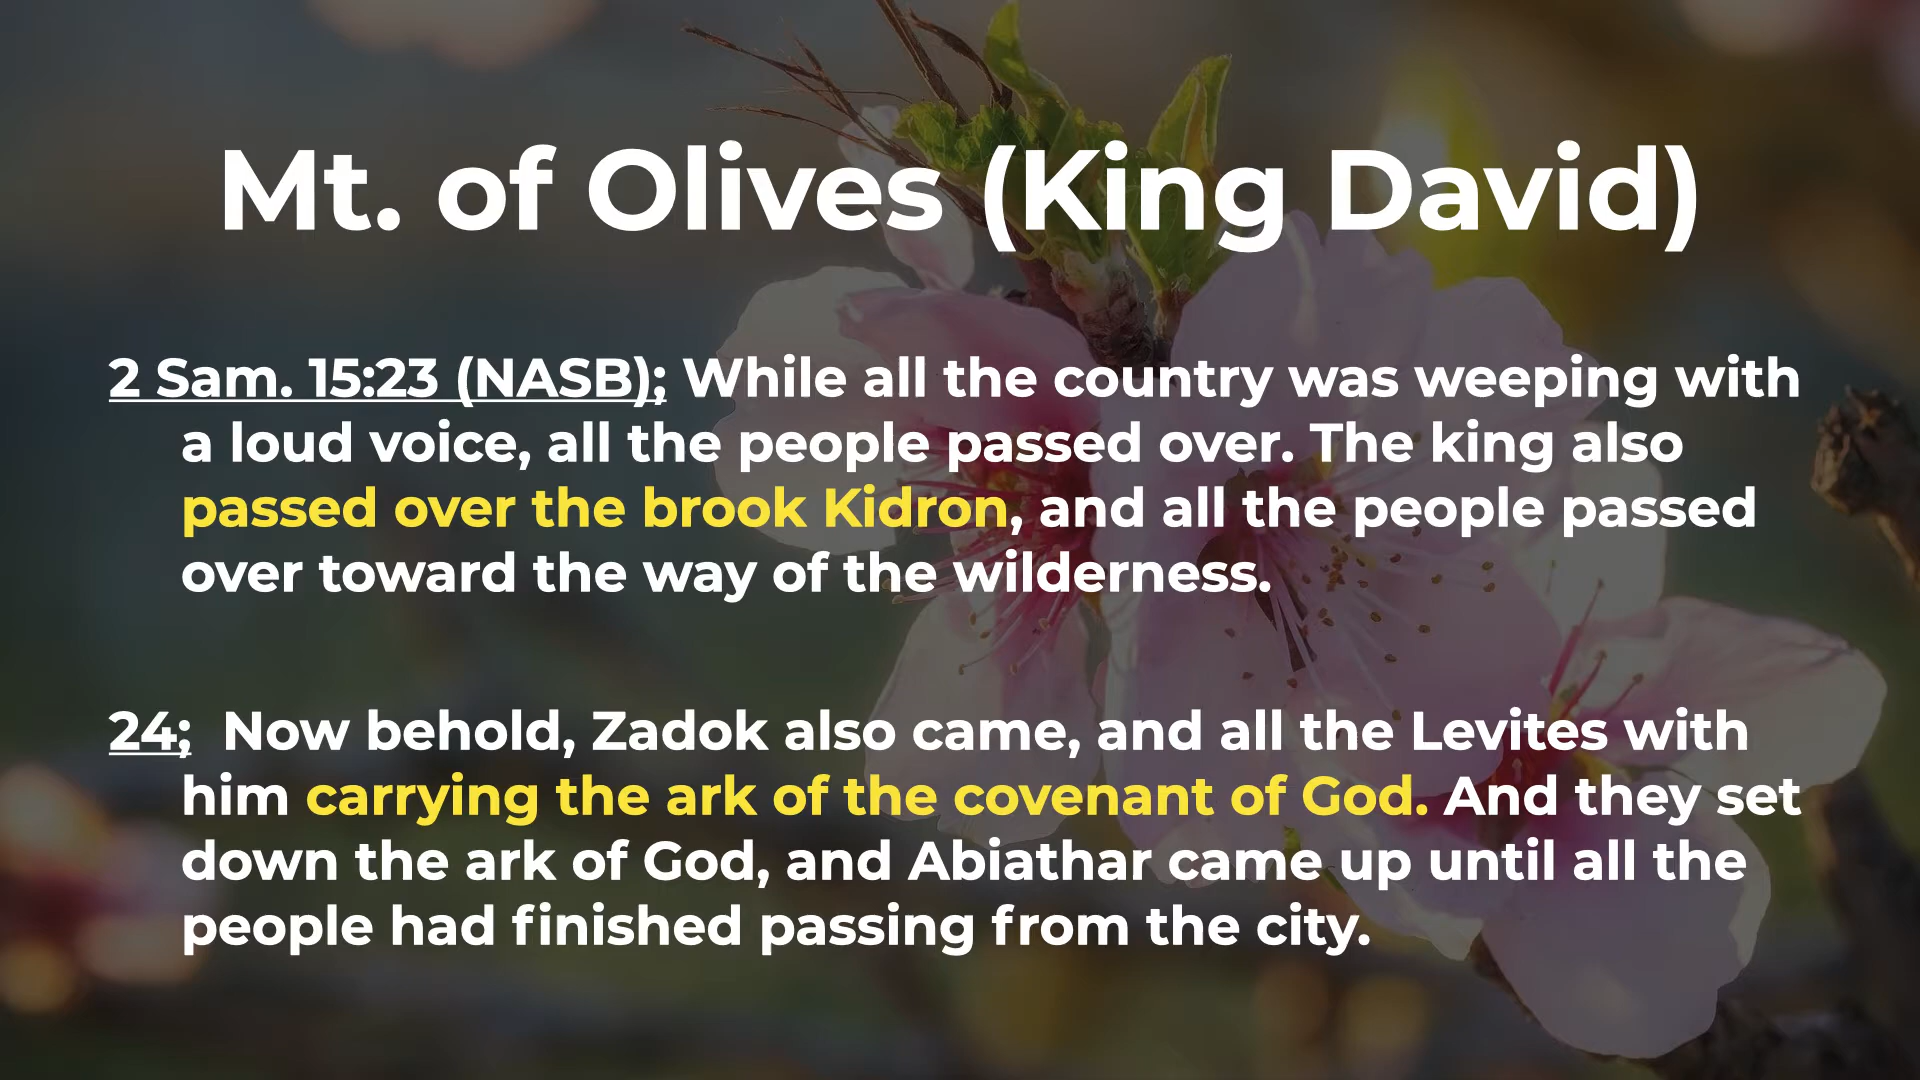 Mt. of Olives (King David)
2 Sam. 15:23 (NASB); While all the country was weeping with
a loud voice, all the people passed over. The king also
passed over the brook Kidron, and all the people passed
over toward the way of the wilderness.
24;  Now behold, Zadok also came, and all the Levites with
him carrying the ark of the covenant of God. And they set
down the ark of God, and Abiathar came up until all the
people had finished passing from the city.